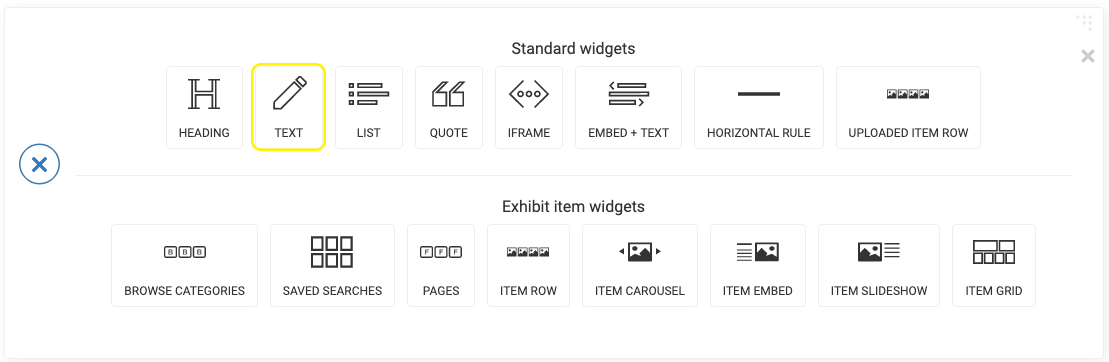 Standard widgets
HEADING TEXT LIST QUOTE IFRAME EMBED + TEXT HORIZONTAL RULE UPLOADED ITEM ROW
Exhibit item widgets
B B B F F F
BROWSE CATEGORIES SAVED SEARCHES PAGES ITEM ROW ITEM CAROUSEL ITEM EMBED ITEM SLIDESHOW ITEM GRID